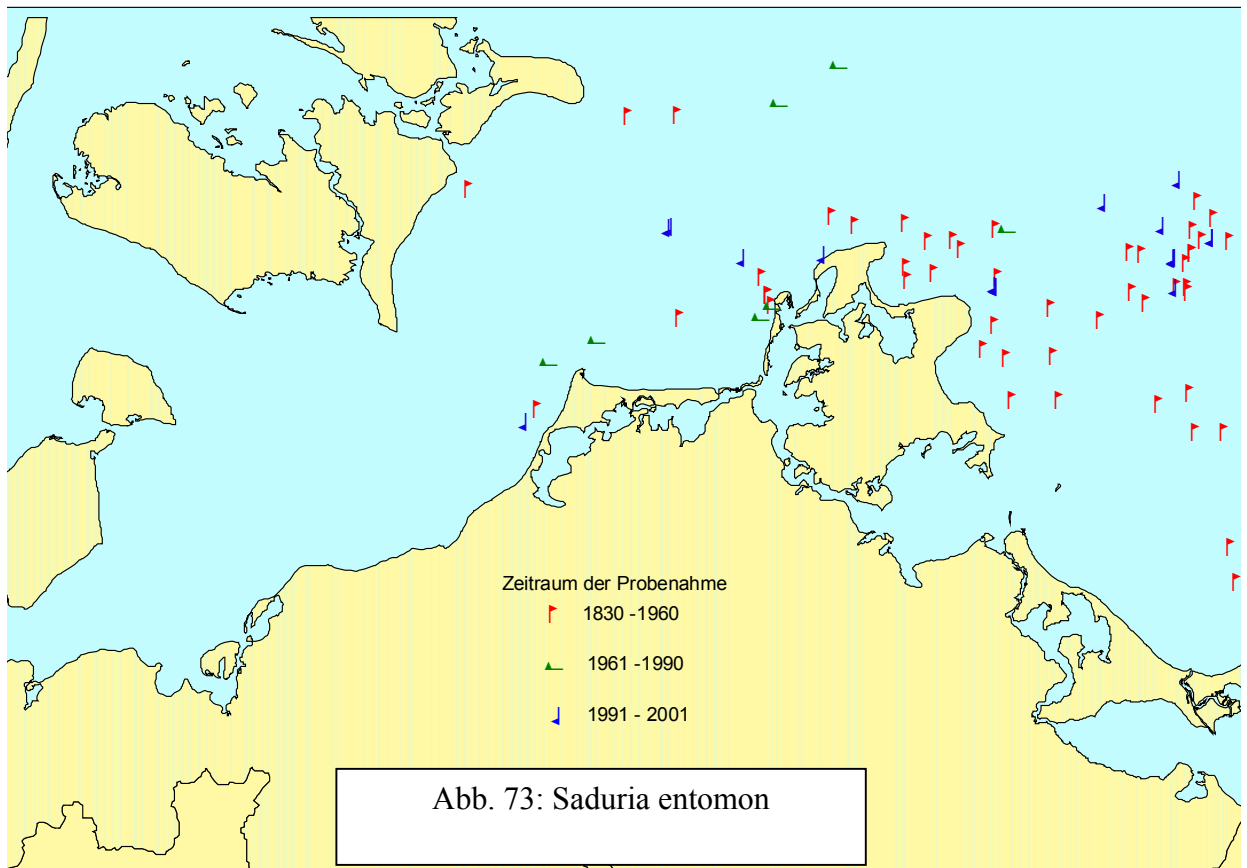 Zeitraum der Probenahme
1830 -1960
1961 -1990
1991 - 2001
Abb. 73: Saduria entomon